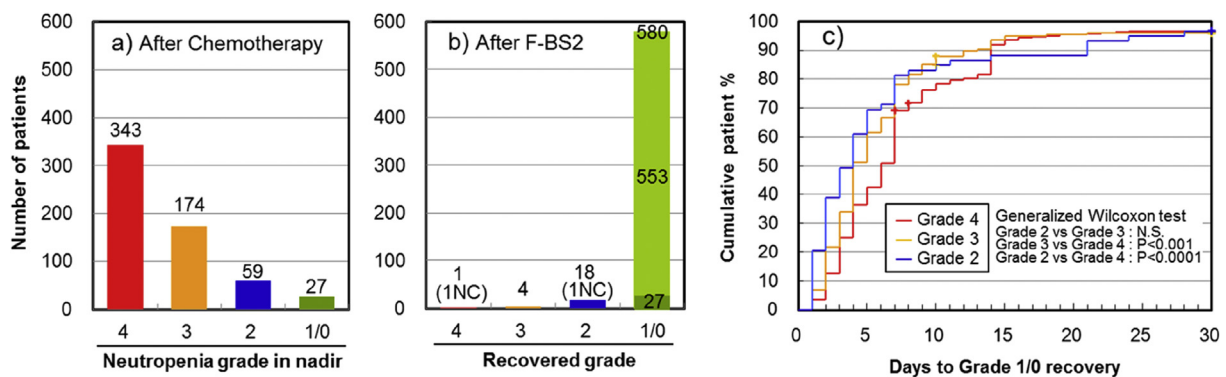 Number of patients
600
500
400
300
200
100
0
a) After Chemotherapy
343
174
59
27
4 3 2 1/0
Neutropenia grade in nadir
600
500
400
300
200
100
0
b) After F-BS2
580
553
27
1
(1NC)
4
18
(1NC)
4 3 2 1/0
Recovered grade
Cumulative patient %
100
90
80
70
60
50
40
30
20
10
0
c)
Grade 4
Grade 3
Grade 2
Generalized Wilcoxon test
Grade 2 vs Grade 3 : N.S.
Grade 3 vs Grade 4 : P<0.001
Grade 2 vs Grade 4 : P<0.0001
0 5 10 15 20 25 30
Days to Grade 1/0 recovery